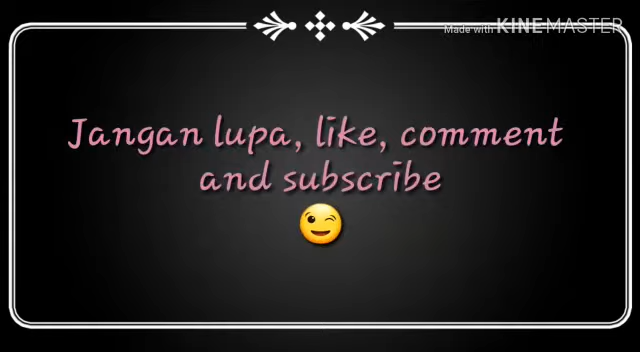 Made with KINEMASTER
Jangan lupa, like, comment
and subscribe
😉